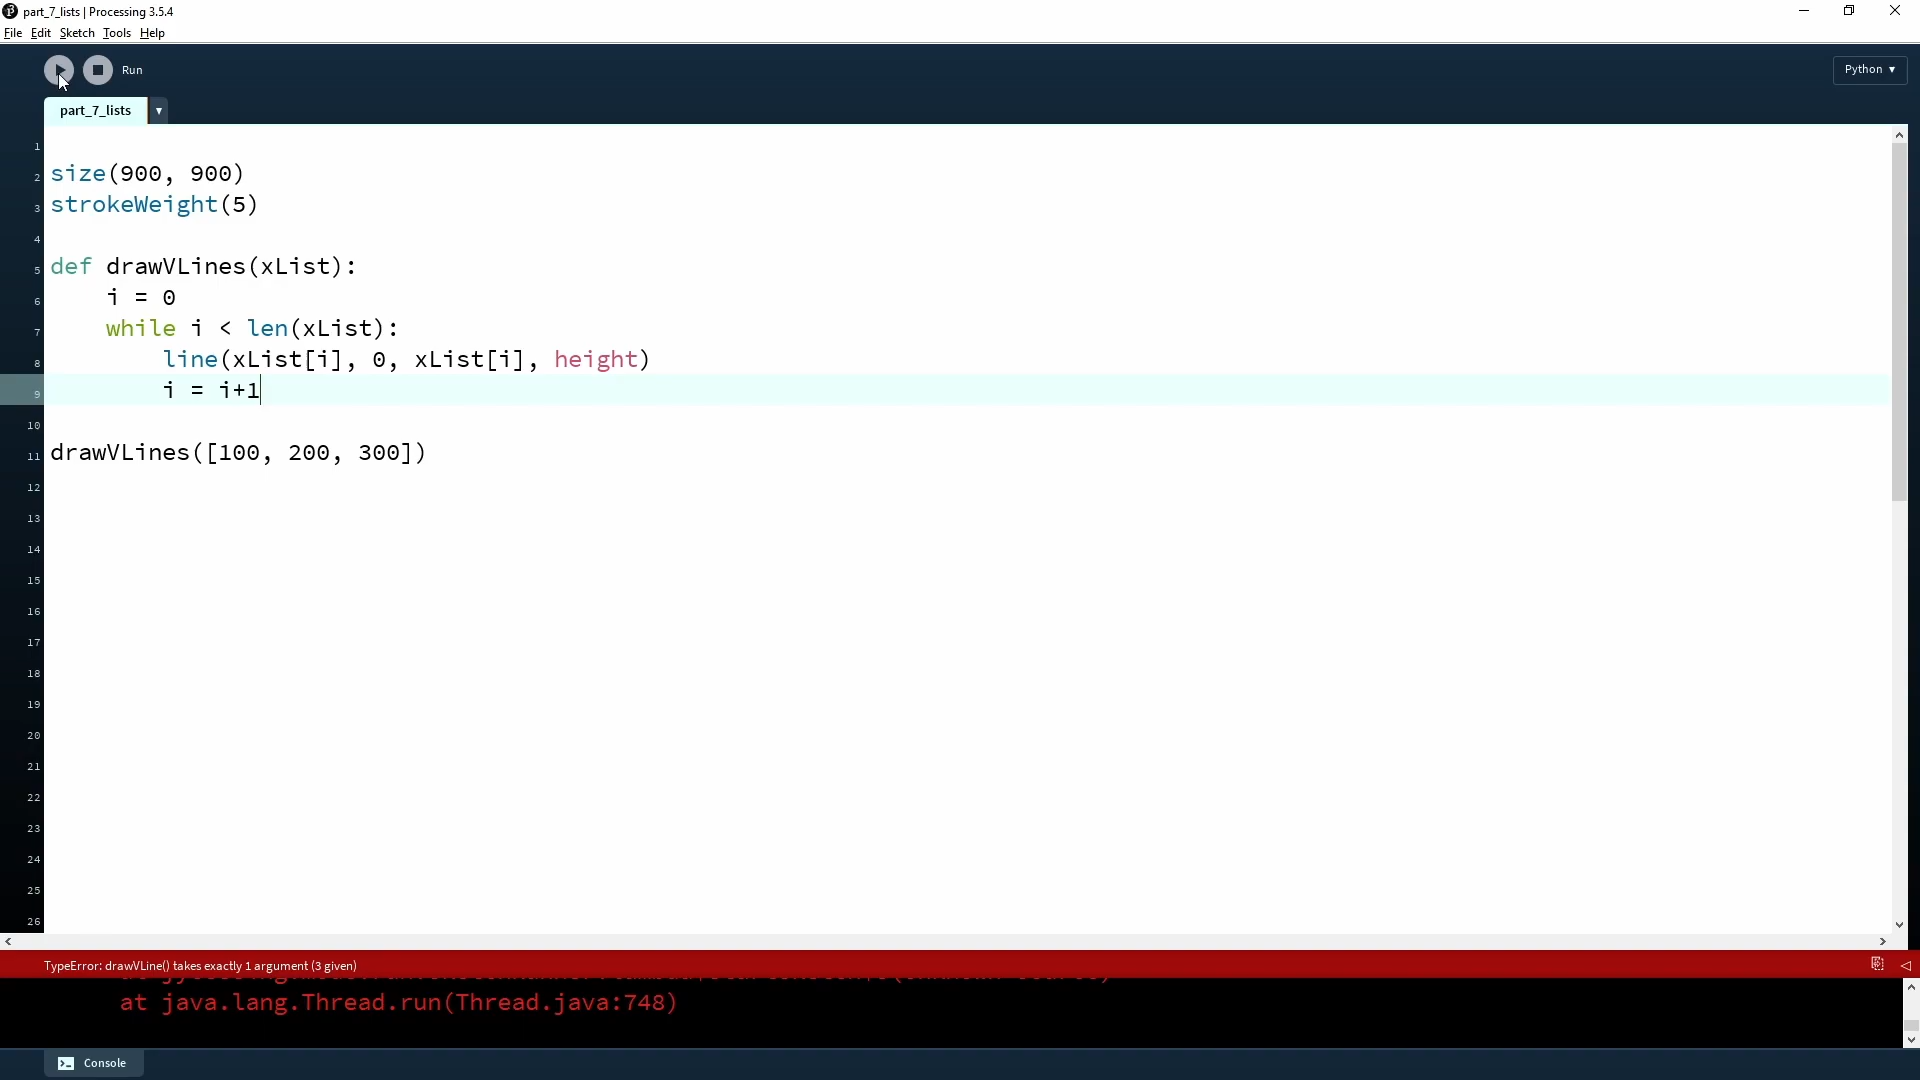 part_7_lists | Processing 3.5.4
File Edit Sketch Tools Help
Run
Python ▼
part_7_lists ▼
1
2 size(900, 900)
3 strokeWeight(5)
4
5 def drawVLines(xList):
6 i = 0
7 while i < len(xList):
8 line(xList[i], 0, xList[i], height)
9 i = i+1
10
11 drawVLines([100, 200, 300])
12
13
14
15
16
17
18
19
20
21
22
23
24
25
26
TypeError: drawVLine() takes exactly 1 argument (3 given)
at java.lang.Thread.run(Thread.java:748)
Console